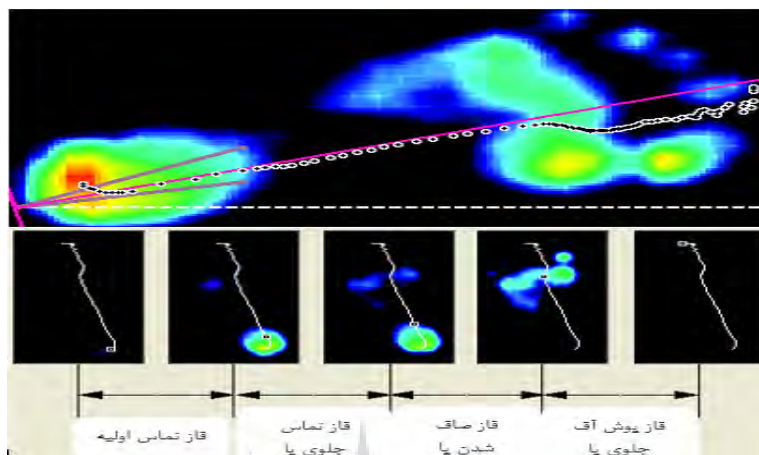 فاز تماس اولیه
فاز تماس
جلوی پا
فاز صاف
شدن پا
فاز پوش آف
جلوی پا